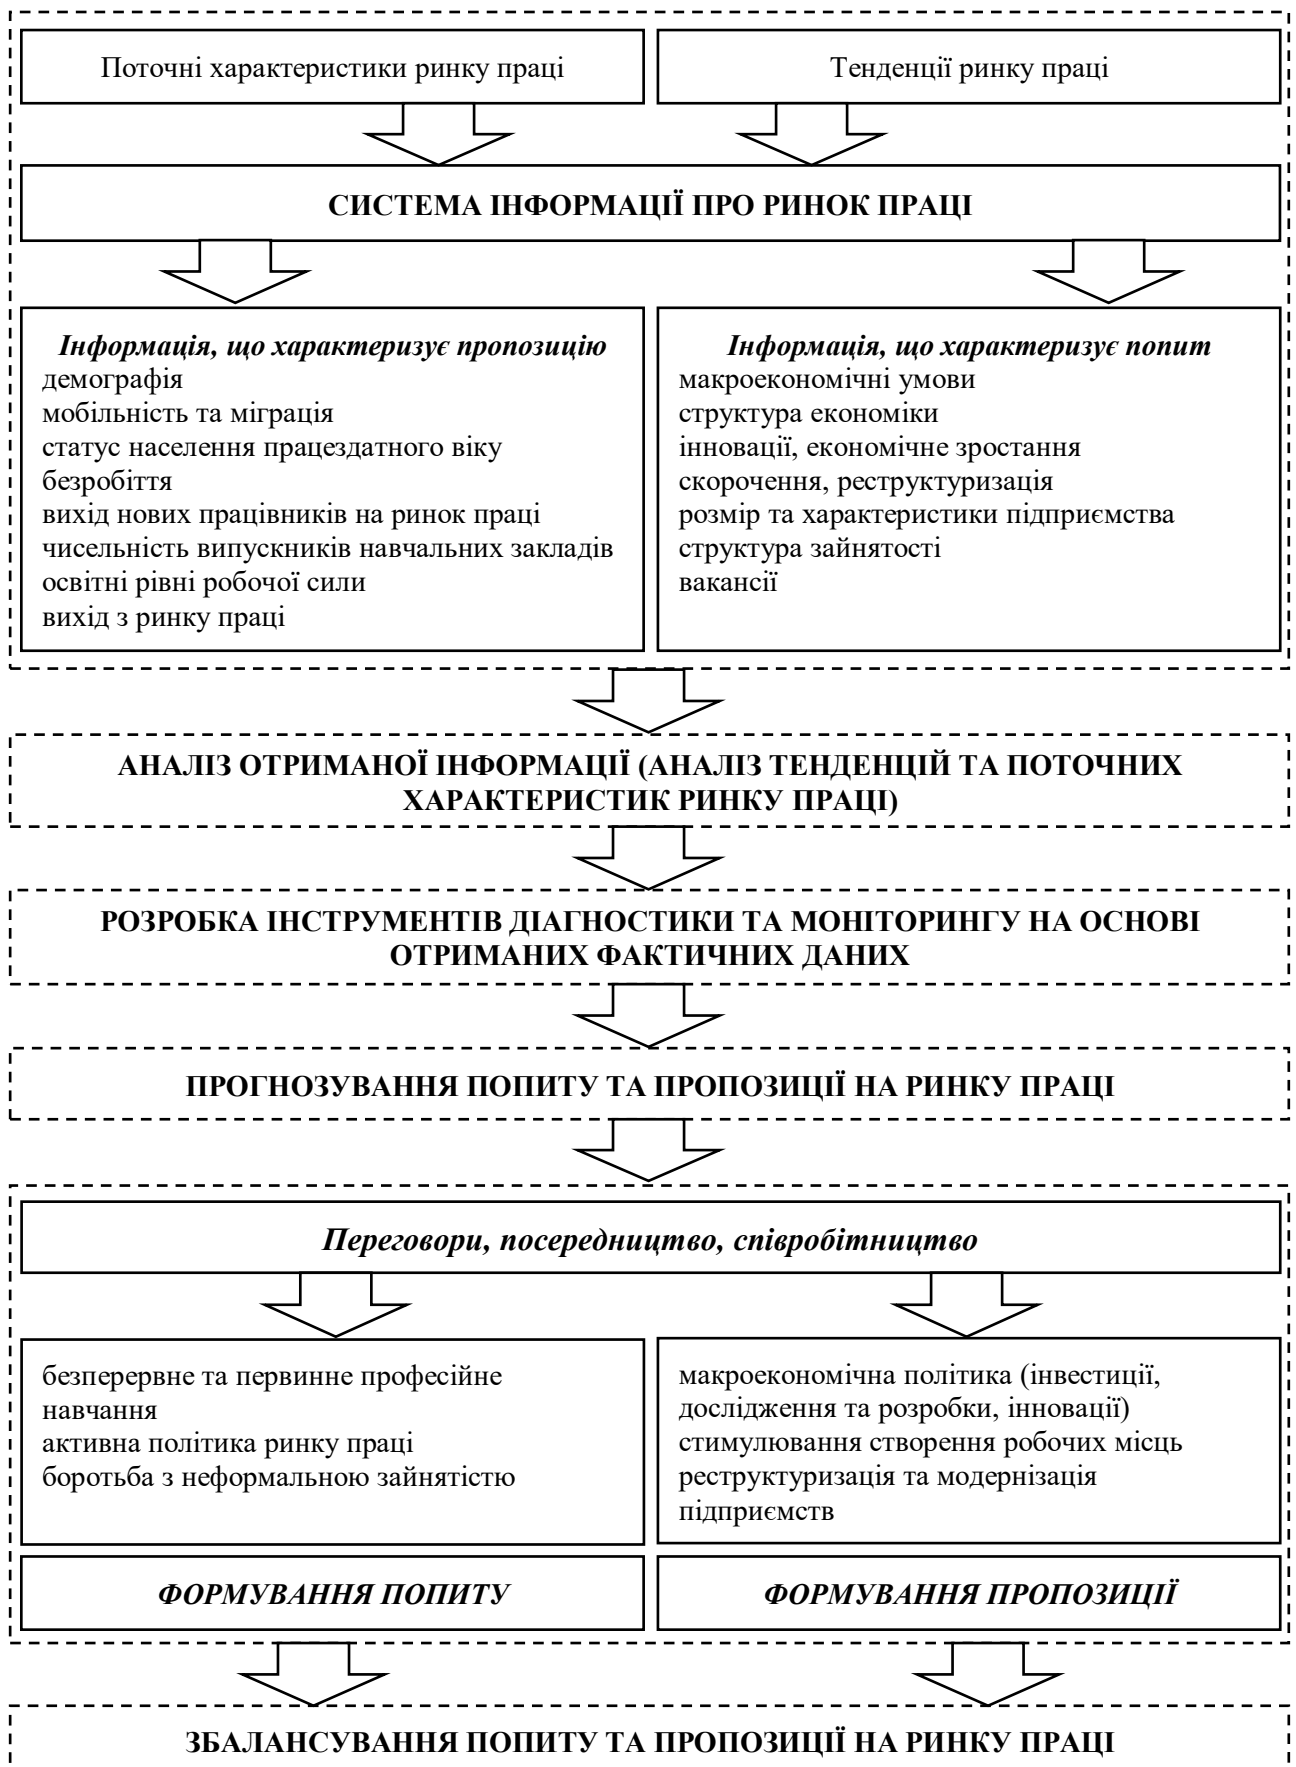 Поточні характеристики ринку праці
Тенденції ринку праці
СИСТЕМА ІНФОРМАЦІЇ ПРО РИНОК ПРАЦІ
Інформація, що характеризує пропозицію
демографія
мобільність та міграція
статус населення працездатного віку
безробіття
вихід нових працівників на ринок праці
чисельність випускників навчальних закладів
освітні рівні робочої сили
вихід з ринку праці
Інформація, що характеризує попит
макроекономічні умови
структура економіки
інновації, економічне зростання
скорочення, реструктуризація
розмір та характеристики підприємства
структура зайнятості
вакансії
АНАЛІЗ ОТРИМАНОЇ ІНФОРМАЦІЇ (АНАЛІЗ ТЕНДЕНЦІЙ ТА ПОТОЧНИХ
ХАРАКТЕРИСТИК РИНКУ ПРАЦІ)
РОЗРОБКА ІНСТРУМЕНТІВ ДІАГНОСТИКИ ТА МОНІТОРИНГУ НА ОСНОВІ
ОТРИМАНИХ ФАКТИЧНИХ ДАНИХ
ПРОГНОЗУВАННЯ ПОПИТУ ТА ПРОПОЗИЦІЇ НА РИНКУ ПРАЦІ
Переговори, посередництво, співробітництво
безперервне та первинне професійне
навчання
активна політика ринку праці
боротьба з неформальною зайнятістю
макроекономічна політика (інвестиції,
дослідження та розробки, інновації)
стимулювання створення робочих місць
реструктуризація та модернізація
підприємств
ФОРМУВАННЯ ПОПИТУ
ФОРМУВАННЯ ПРОПОЗИЦІЇ
ЗБАЛАНСУВАННЯ ПОПИТУ ТА ПРОПОЗИЦІЇ НА РИНКУ ПРАЦІ